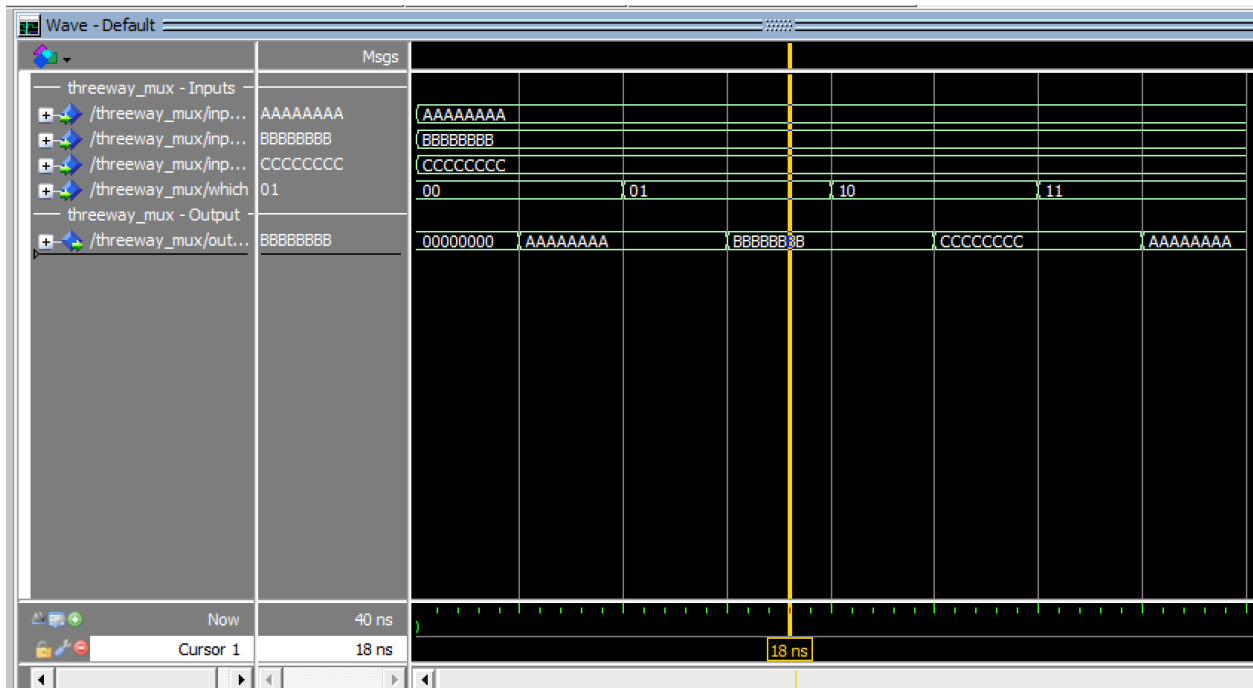 Wave - Default
Msgs
threeway_mux - Inputs
/threeway_mux/inp... AAAAAAAA AAAAAAAA
/threeway_mux/inp... BBBBBBBB BBBBBBBB
/threeway_mux/inp... CCCCCCCC CCCCCCCC
/threeway_mux/which 01 00 01 10 11
threeway_mux - Output
/threeway_mux/out... BBBBBBBB 00000000 AAAAAAAA BBBBBBBB CCCCCCCC AAAAAAAA
Now 40 ns
Cursor 1 18 ns 18 ns